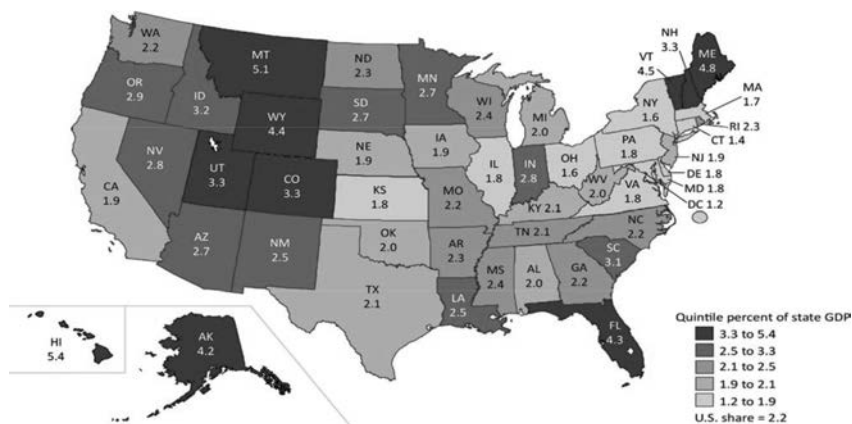 WA
2.2
MT
5.1
ND
2.3
MN
2.7
OR
2.9
ID
3.2
WY
4.4
SD
2.7
WI
2.4
MI
2.0
NH
3.3
VT
4.5
ME
4.8
NY
1.6
MA
1.7
RI 2.3
CT 1.4
NJ 1.9
DE 1.8
MD 1.8
DC 1.2
PA
1.8
NV
2.8
UT
3.3
CO
3.3
NE
1.9
IA
1.9
IL
1.8
IN
2.8
OH
1.6
WV
2.0
VA
1.8
CA
1.9
KS
1.8
MO
2.2
KY 2.1
NC
2.2
TN 2.1
SC
3.1
AZ
2.7
NM
2.5
OK
2.0
AR
2.3
MS
2.4
AL
2.0
GA
2.2
TX
2.1
LA
2.5
FL
4.3
HI
5.4
AK
4.2
Quintile percent of state GDP
3.3 to 5.4
2.5 to 3.3
2.1 to 2.5
1.9 to 2.1
1.2 to 1.9
U.S. share = 2.2